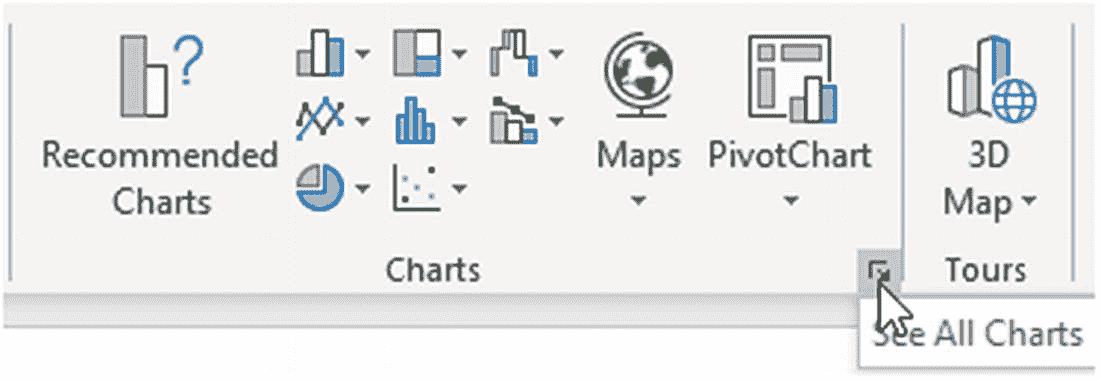 ?
Recommended
Charts
Maps
PivotChart
3D
Map
Charts
Tours
See All Charts